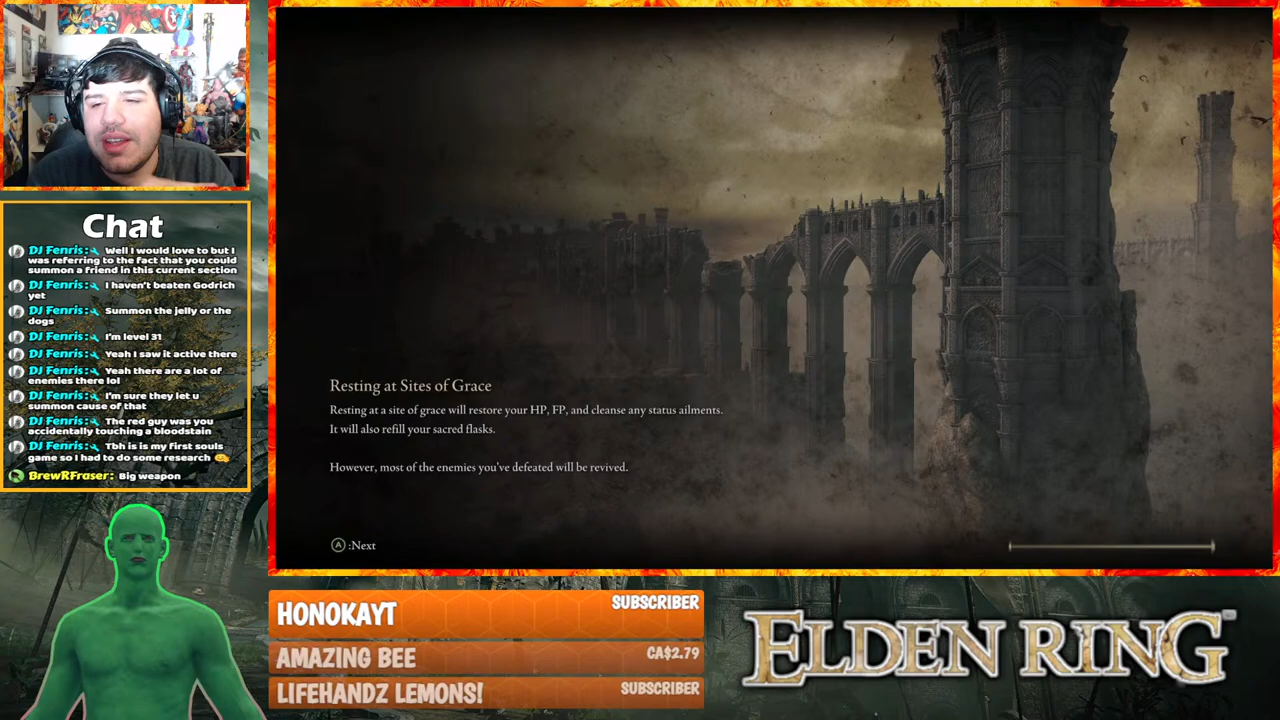 Chat
DJ Fenris: Well I would love to but I
was referring to the fact that you could
summon a friend in this current section
DJ Fenris: I haven't beaten Godrich
yet
DJ Fenris: Summon the jelly or the
dogs
DJ Fenris: I'm level 31
DJ Fenris: Yeah I saw it active there
DJ Fenris: Yeah there are a lot of
enemies there lol
DJ Fenris: I'm sure they let u
summon cause of that
DJ Fenris: The red guy was you
accidentally touching a bloodstain
DJ Fenris: Tbh is is my first souls
game so I had to do some research
BrewRFraser: Big weapon
Resting at Sites of Grace
Resting at a site of grace will restore your HP, FP, and cleanse any status ailments.
It will also refill your sacred flasks.
However, most of the enemies you've defeated will be revived.
A :Next
HONOKAYT SUBSCRIBER
AMAZING BEE CA$2.79
LIFEHANDZ LEMONS! SUBSCRIBER
ELDEN RING™